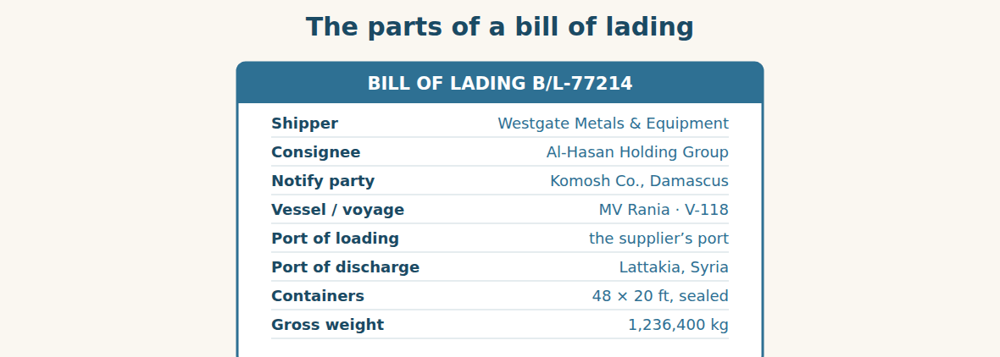 The parts of a bill of lading
BILL OF LADING B/L-77214
Shipper Westgate Metals & Equipment
Consignee Al-Hasan Holding Group
Notify party Komosh Co., Damascus
Vessel / voyage MV Rania · V-118
Port of loading the supplier’s port
Port of discharge Lattakia, Syria
Containers 48 × 20 ft, sealed
Gross weight 1,236,400 kg